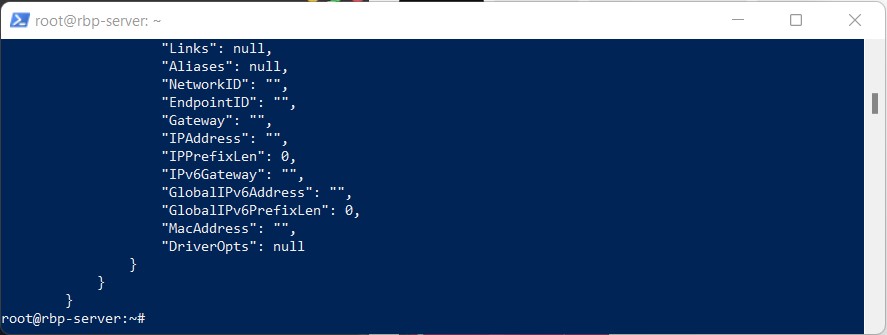 root@rbp-server: ~
"Links": null,
"Aliases": null,
"NetworkID": "",
"EndpointID": "",
"Gateway": "",
"IPAddress": "",
"IPPrefixLen": 0,
"IPv6Gateway": "",
"GlobalIPv6Address": "",
"GlobalIPv6PrefixLen": 0,
"MacAddress": "",
"DriverOpts": null
}
}
}
root@rbp-server:~#